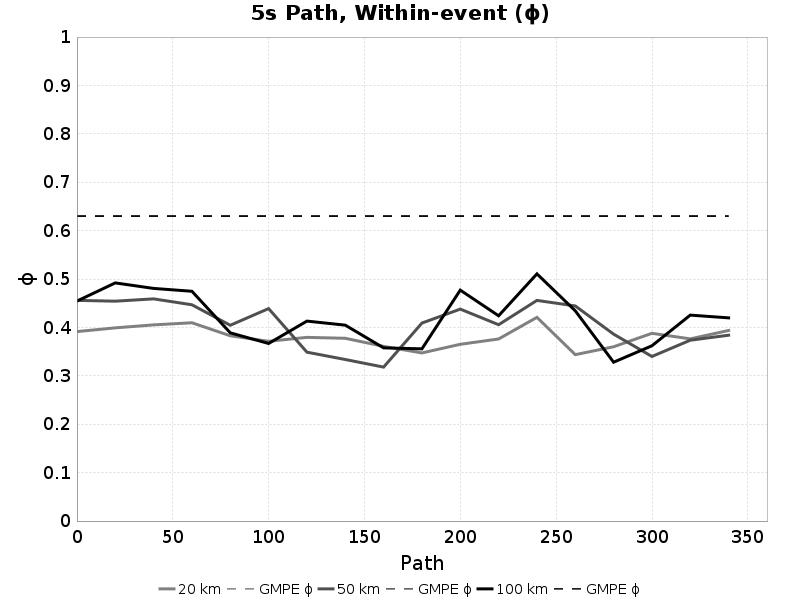 5s Path, Within-event (ϕ)
1
0.9
0.8
0.7
0.6
0.5
0.4
0.3
0.2
0.1
0
ϕ
0 50 100 150 200 250 300 350
Path
20 km GMPE ϕ 50 km GMPE ϕ 100 km GMPE ϕ